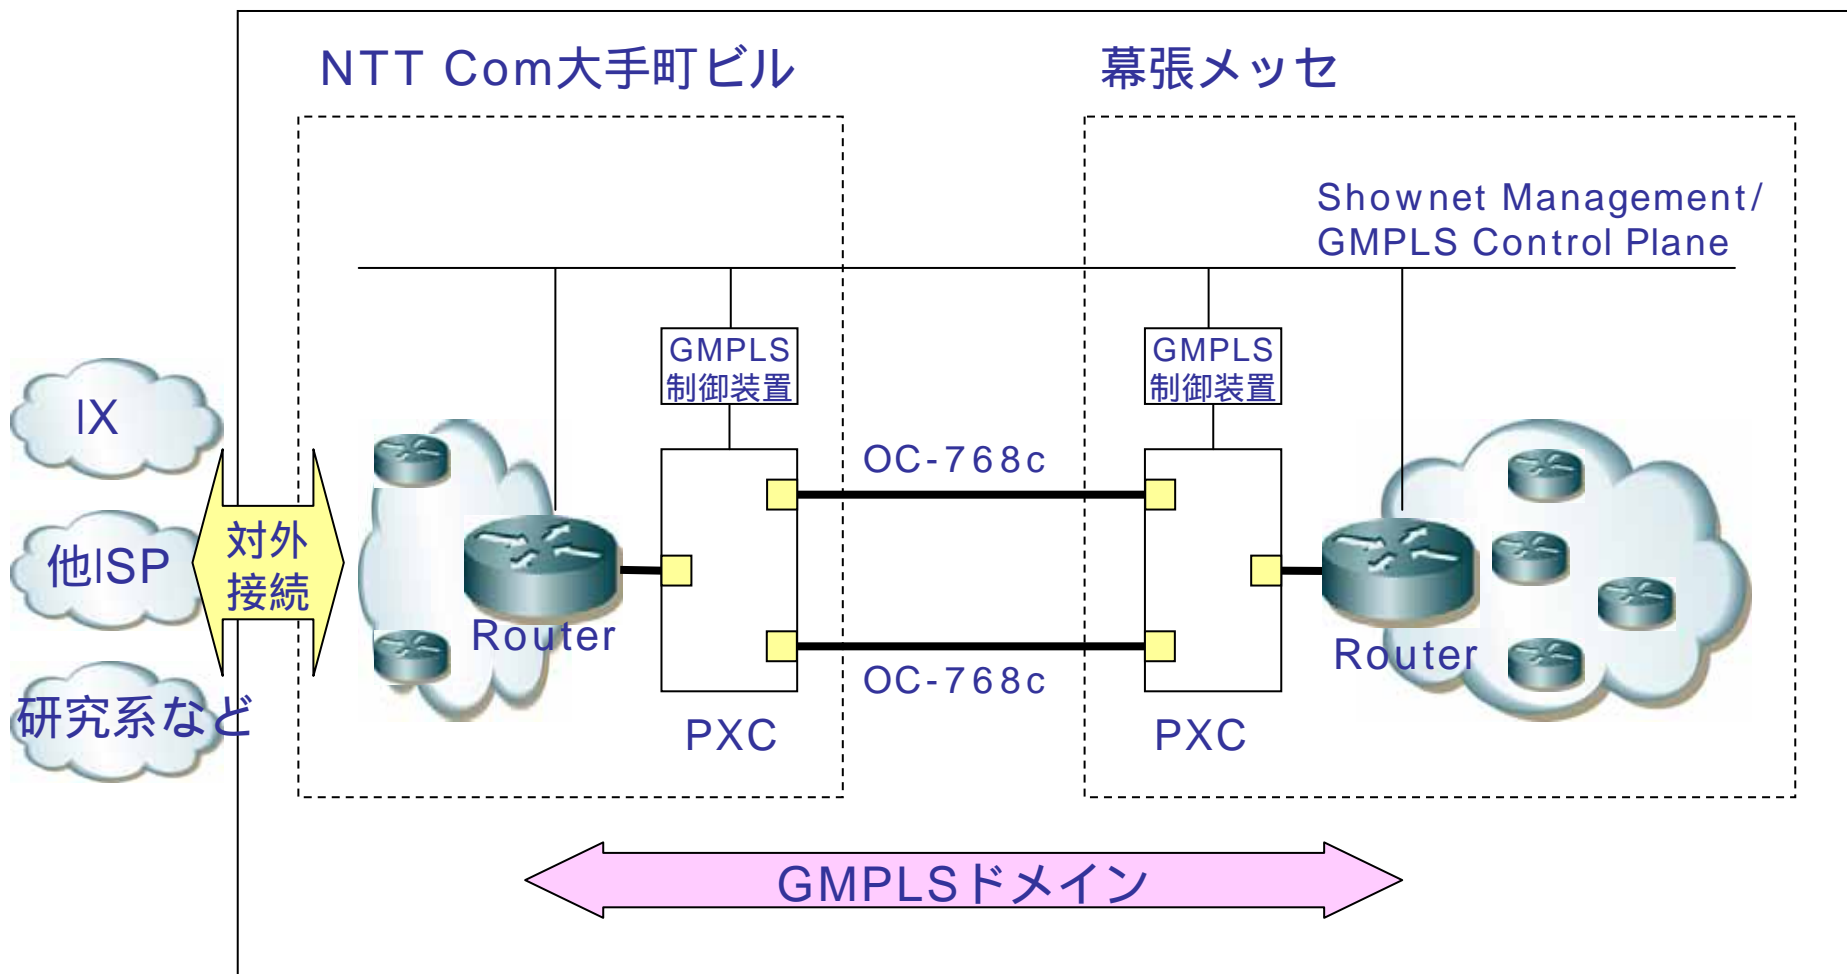 NTT Com大手町ビル
幕張メッセ
Shownet Management/
GMPLS Control Plane
GMPLS
制御装置
GMPLS
制御装置
IX
他ISP
研究系など
対外
接続
OC-768c
OC-768c
Router
Router
PXC
PXC
GMPLSドメイン